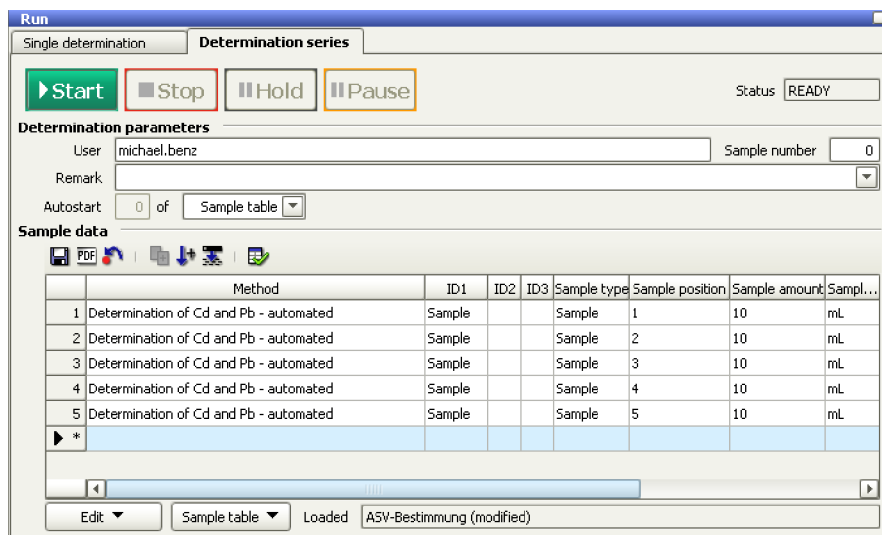 Run
Single determination Determination series
Start Stop Hold Pause Status READY
Determination parameters
User michael.benz Sample number 0
Remark
Autostart 0 of Sample table
Sample data
PDF
Method ID1 ID2 ID3 Sample type Sample position Sample amount Sampl...
1 Determination of Cd and Pb - automated Sample Sample 1 10 mL
2 Determination of Cd and Pb - automated Sample Sample 2 10 mL
3 Determination of Cd and Pb - automated Sample Sample 3 10 mL
4 Determination of Cd and Pb - automated Sample Sample 4 10 mL
5 Determination of Cd and Pb - automated Sample Sample 5 10 mL
*
Edit Sample table Loaded ASV-Bestimmung (modified)